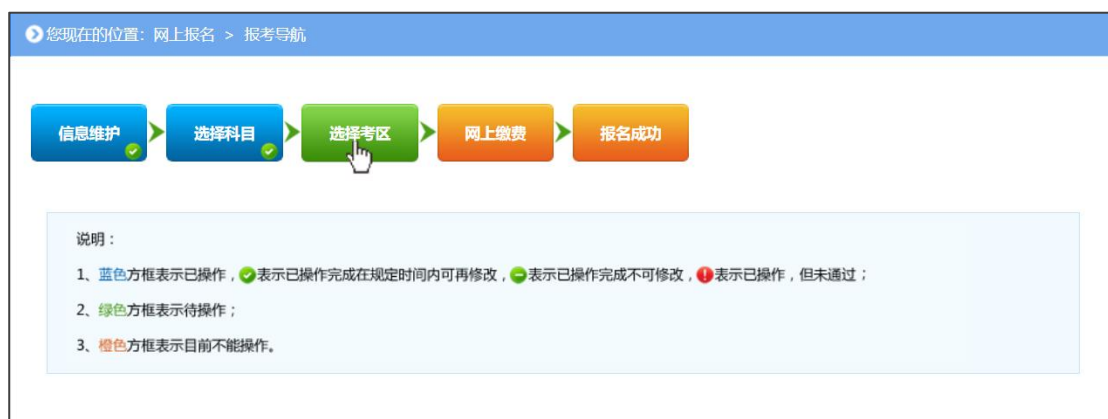 您现在的位置：网上报名 > 报考导航
信息维护 选择科目 选择考区 网上缴费 报名成功
说明：
1、蓝色方框表示已操作，表示已操作完成在规定时间内可再修改，表示已操作完成不可修改，表示已操作，但未通过；
2、绿色方框表示待操作；
3、橙色方框表示目前不能操作。